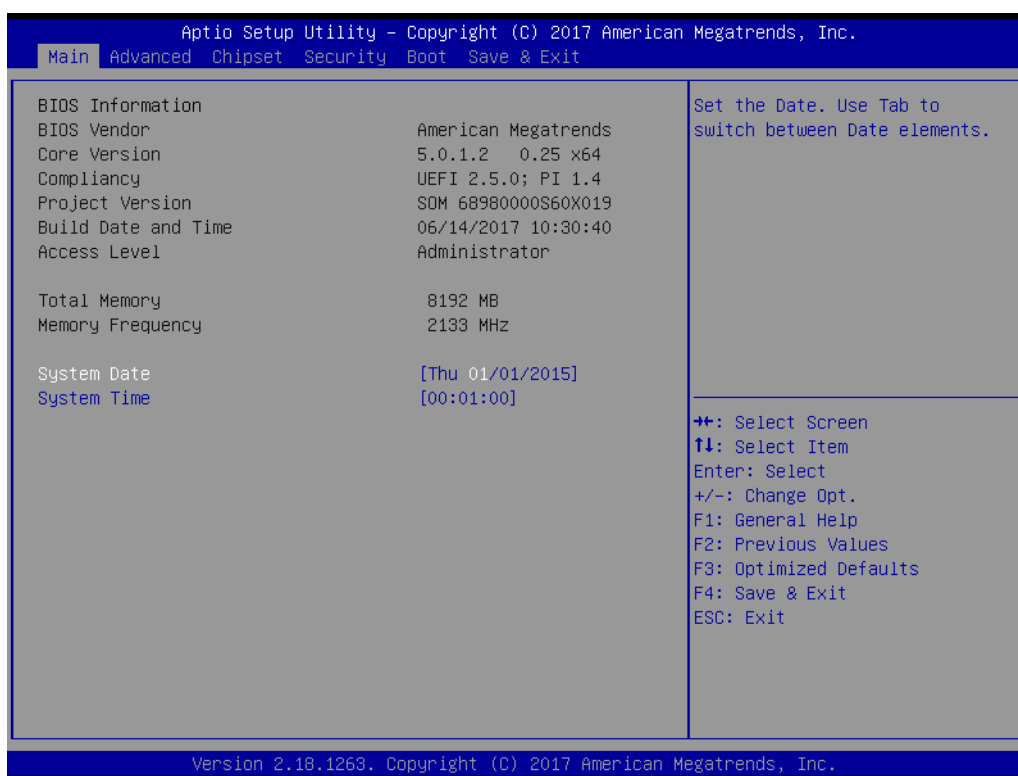 Aptio Setup Utility – Copyright (C) 2017 American Megatrends, Inc.
Main Advanced Chipset Security Boot Save & Exit
BIOS Information
BIOS Vendor American Megatrends
Core Version 5.0.1.2 0.25 x64
Compliancy UEFI 2.5.0; PI 1.4
Project Version SOM 68980000S60X019
Build Date and Time 06/14/2017 10:30:40
Access Level Administrator
Total Memory 8192 MB
Memory Frequency 2133 MHz
System Date [Thu 01/01/2015]
System Time [00:01:00]
Set the Date. Use Tab to
switch between Date elements.
→←: Select Screen
↑↓: Select Item
Enter: Select
+/-: Change Opt.
F1: General Help
F2: Previous Values
F3: Optimized Defaults
F4: Save & Exit
ESC: Exit
Version 2.18.1263. Copyright (C) 2017 American Megatrends, Inc.